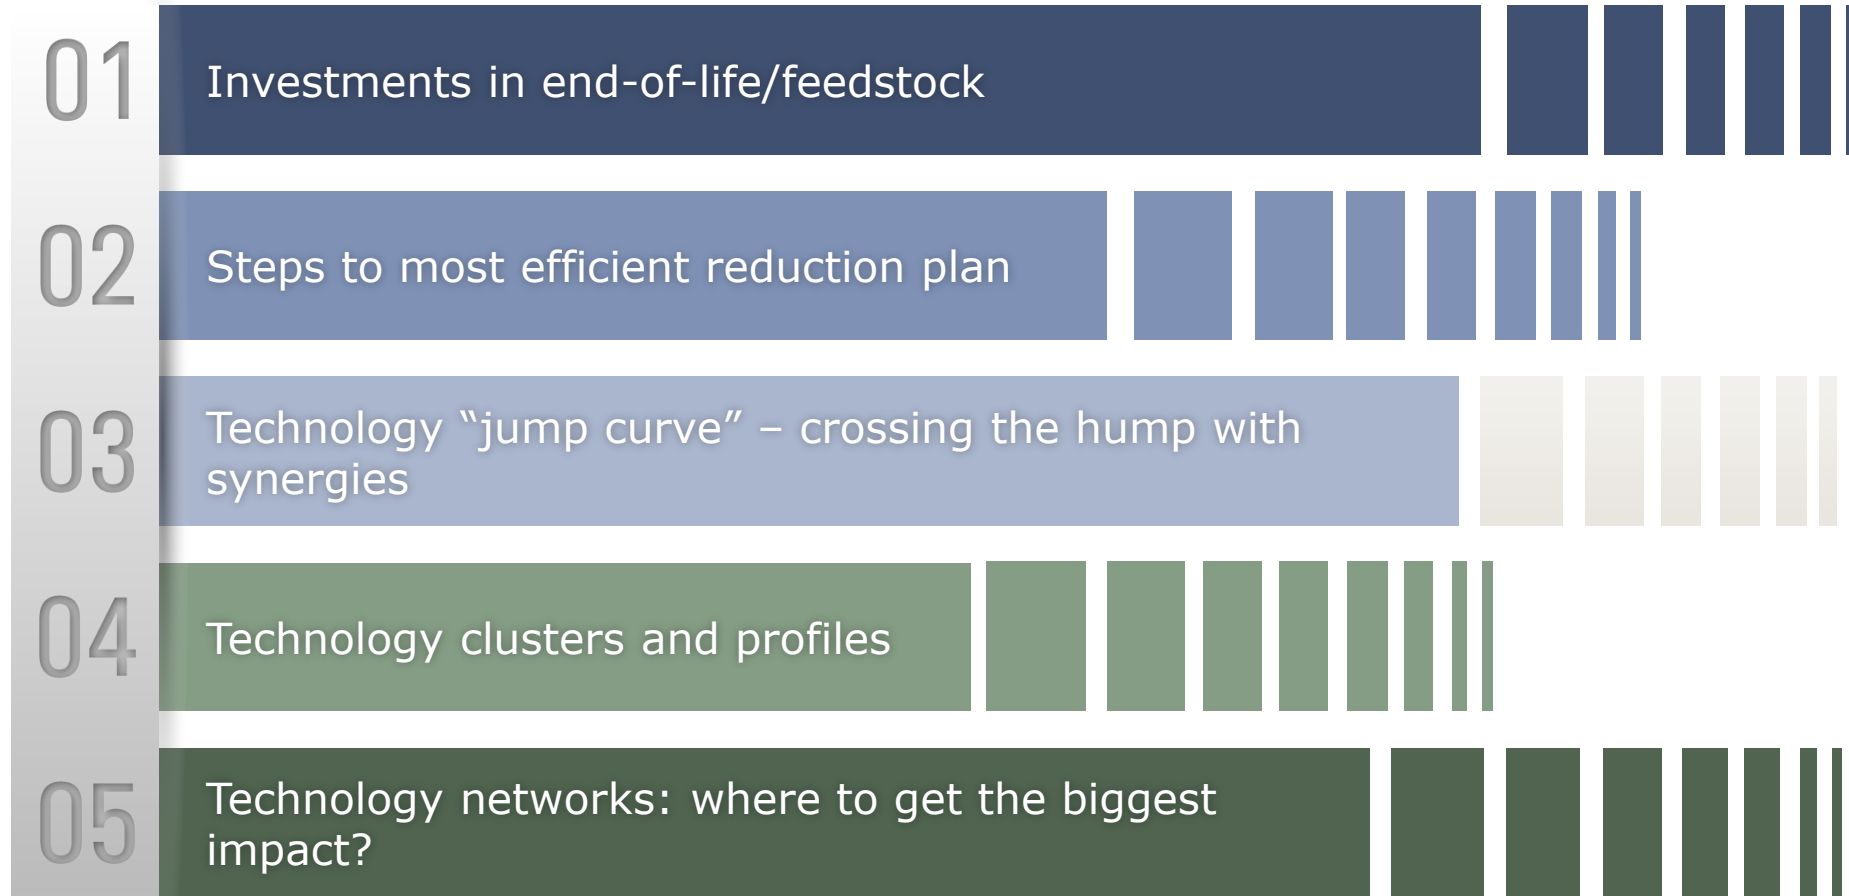 01
Investments in end-of-life/feedstock
02
Steps to most efficient reduction plan
03
Technology “jump curve” – crossing the hump with
synergies
04
Technology clusters and profiles
05
Technology networks: where to get the biggest
impact?